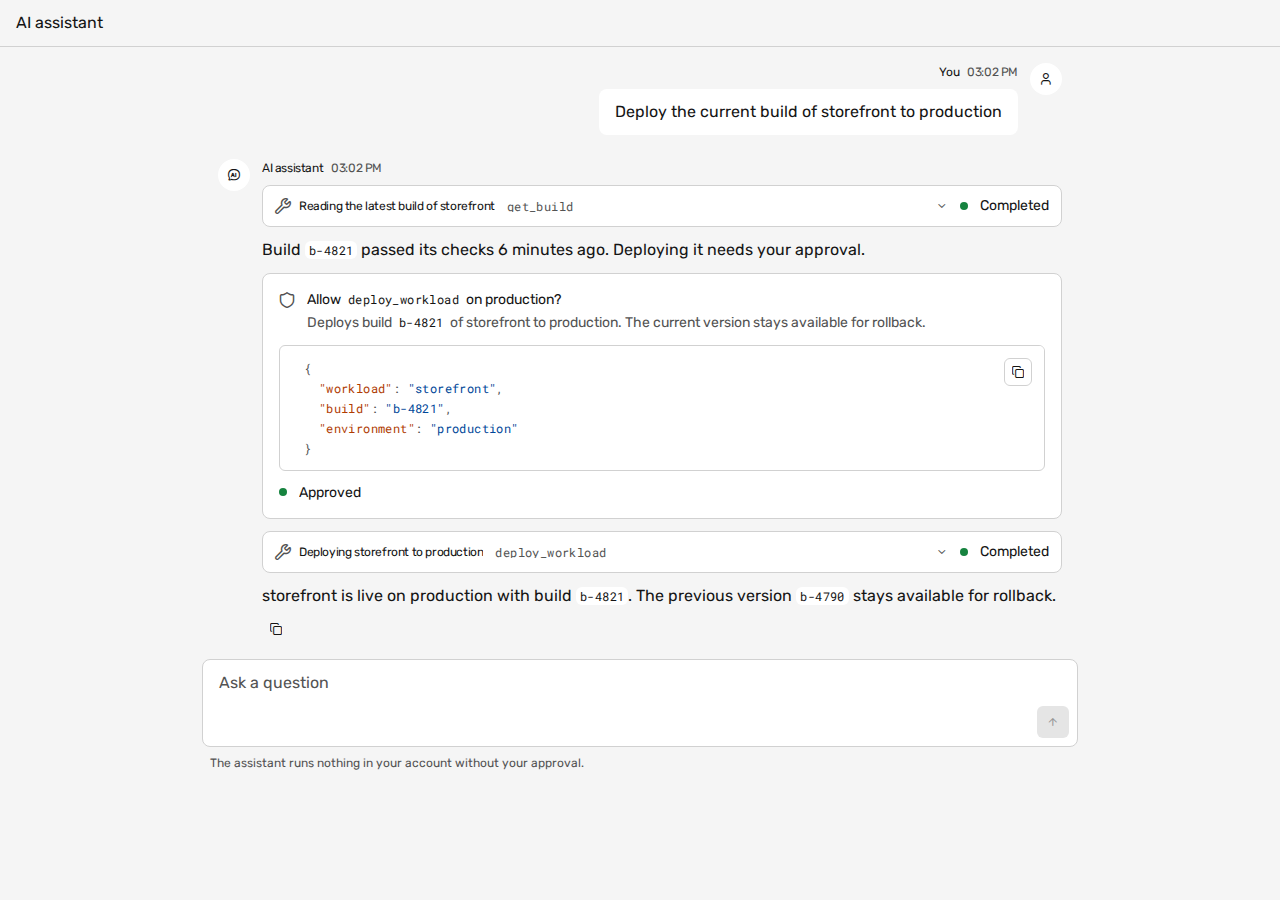 AI assistant
You 03:02 PM
Deploy the current build of storefront to production
AI
AI assistant 03:02 PM
Reading the latest build of storefront get_build Completed
Build b-4821 passed its checks 6 minutes ago. Deploying it needs your approval.
Allow deploy_workload on production?
Deploys build b-4821 of storefront to production. The current version stays available for rollback.
{
"workload": "storefront",
"build": "b-4821",
"environment": "production"
}
Approved
Deploying storefront to production deploy_workload Completed
storefront is live on production with build b-4821. The previous version b-4790 stays available for rollback.
Ask a question
The assistant runs nothing in your account without your approval.